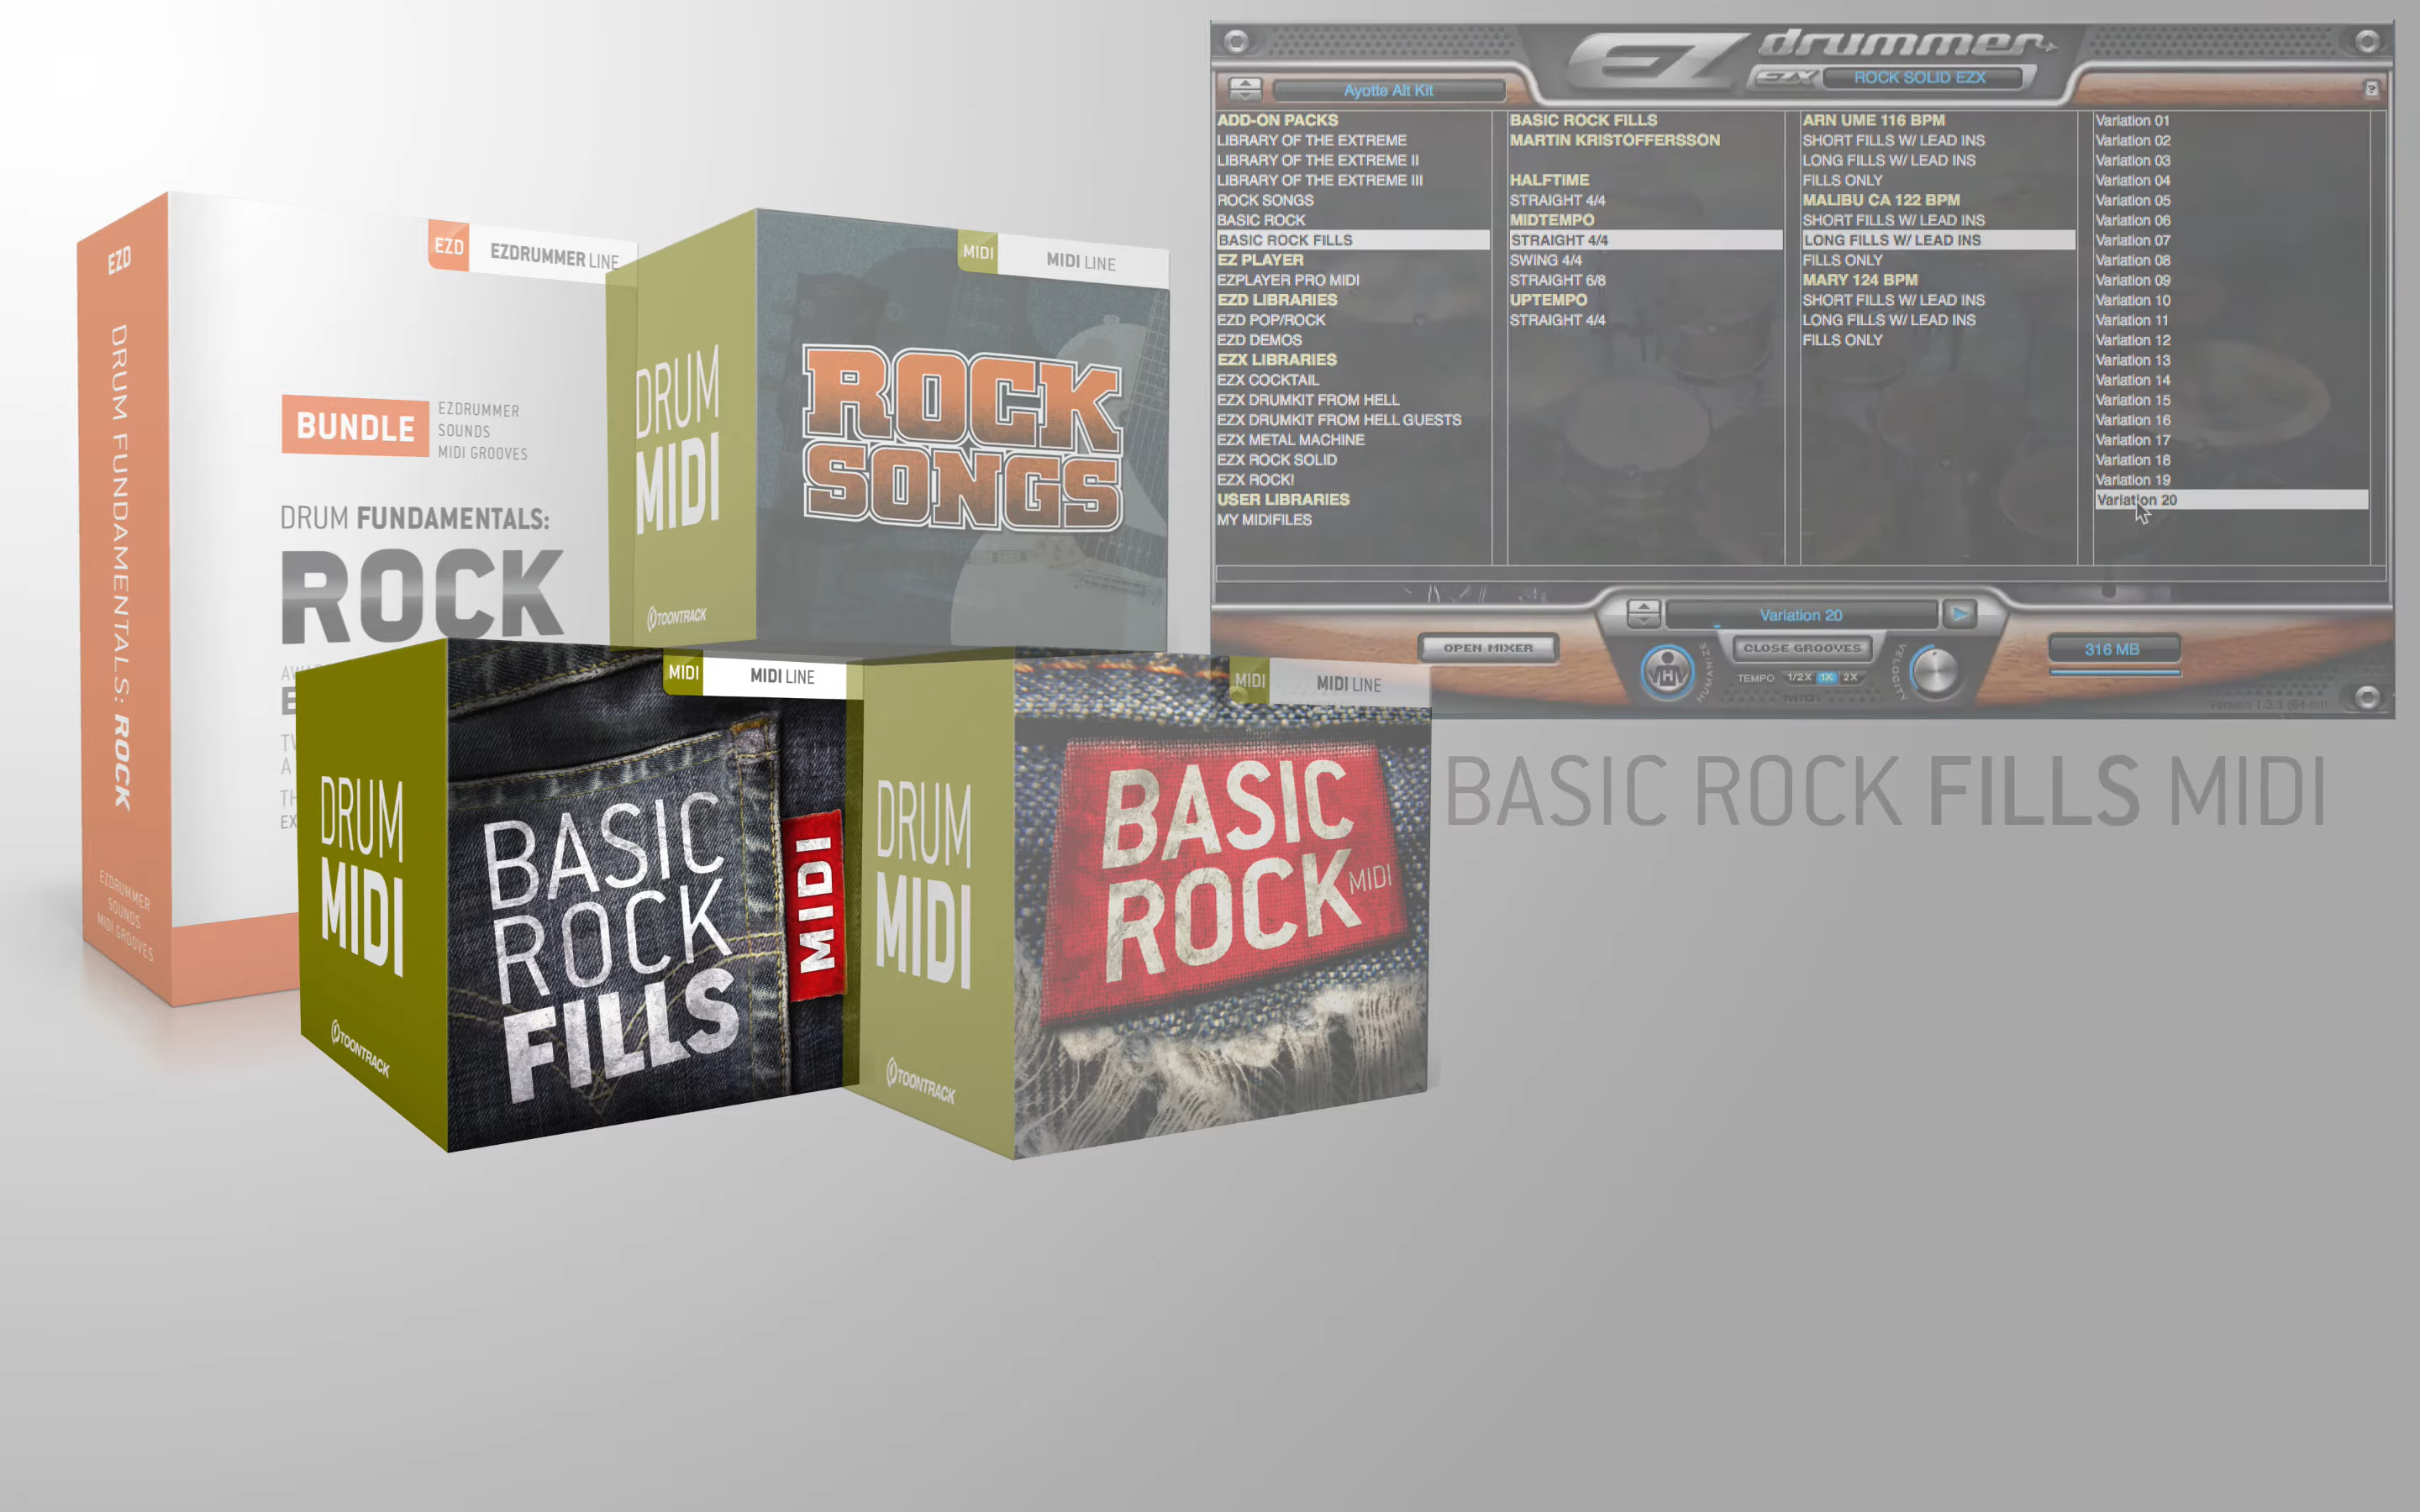 EZD
DRUM FUNDAMENTALS: ROCK
EZDRUMMER
SOUNDS
MIDI GROOVES
EZD
EZDRUMMER LINE
BUNDLE
EZDRUMMER
SOUNDS
MIDI GROOVES
DRUM FUNDAMENTALS:
ROCK
DRUM
MIDI
TOONTRACK
MIDI
MIDI LINE
ROCK
SONGS
DRUM
MIDI
TOONTRACK
MIDI
MIDI LINE
BASIC
ROCK
FILLS
MIDI
DRUM
MIDI
TOONTRACK
MIDI
MIDI LINE
BASIC
ROCK MIDI
EZ drummer
EZX ROCK SOLID EZX
Ayotte Alt Kit
?
ADD-ON PACKS
LIBRARY OF THE EXTREME
LIBRARY OF THE EXTREME II
LIBRARY OF THE EXTREME III
ROCK SONGS
BASIC ROCK
BASIC ROCK FILLS
EZ PLAYER
EZPLAYER PRO MIDI
EZD LIBRARIES
EZD POP/ROCK
EZD DEMOS
EZX LIBRARIES
EZX COCKTAIL
EZX DRUMKIT FROM HELL
EZX DRUMKIT FROM HELL GUESTS
EZX METAL MACHINE
EZX ROCK SOLID
EZX ROCK!
USER LIBRARIES
MY MIDIFILES
BASIC ROCK FILLS
MARTIN KRISTOFFERSSON
HALFTIME
STRAIGHT 4/4
MIDTEMPO
STRAIGHT 4/4
SWING 4/4
STRAIGHT 6/8
UPTEMPO
STRAIGHT 4/4
ARN UME 116 BPM
SHORT FILLS W/ LEAD INS
LONG FILLS W/ LEAD INS
FILLS ONLY
MALIBU CA 122 BPM
SHORT FILLS W/ LEAD INS
LONG FILLS W/ LEAD INS
FILLS ONLY
MARY 124 BPM
SHORT FILLS W/ LEAD INS
LONG FILLS W/ LEAD INS
FILLS ONLY
Variation 01
Variation 02
Variation 03
Variation 04
Variation 05
Variation 06
Variation 07
Variation 08
Variation 09
Variation 10
Variation 11
Variation 12
Variation 13
Variation 14
Variation 15
Variation 16
Variation 17
Variation 18
Variation 19
Variation 20
Variation 20
OPEN MIXER
HUMANIZE
CLOSE GROOVES
TEMPO 1/2X 1X 2X
VELOCITY
316 MB
BASIC ROCK FILLS MIDI